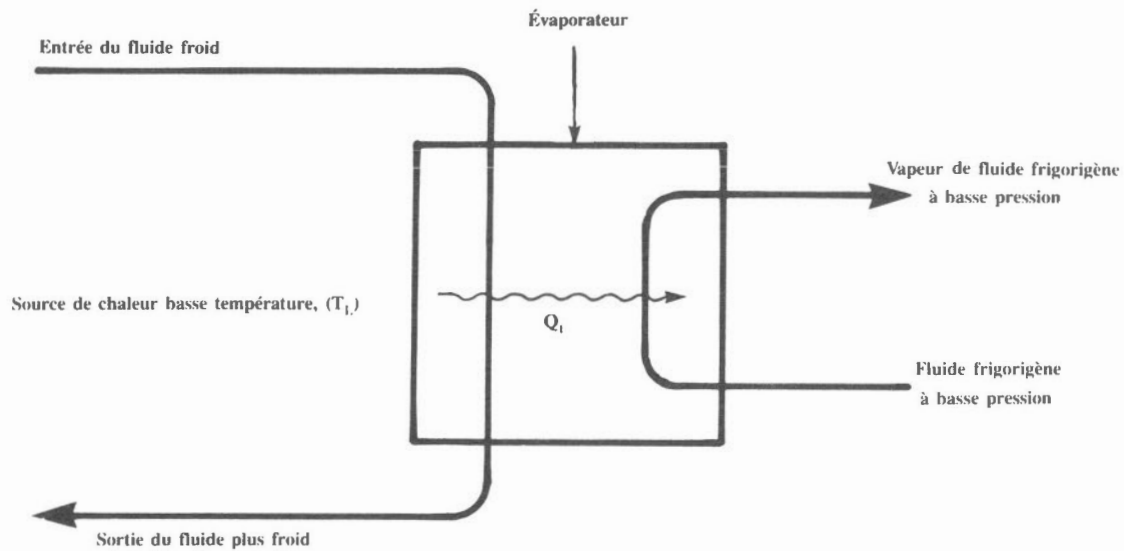 Évaporateur
Entrée du fluide froid
Vapeur de fluide frigorigène
à basse pression
Source de chaleur basse température, (T_L)
Q_1
Fluide frigorigène
à basse pression
Sortie du fluide plus froid